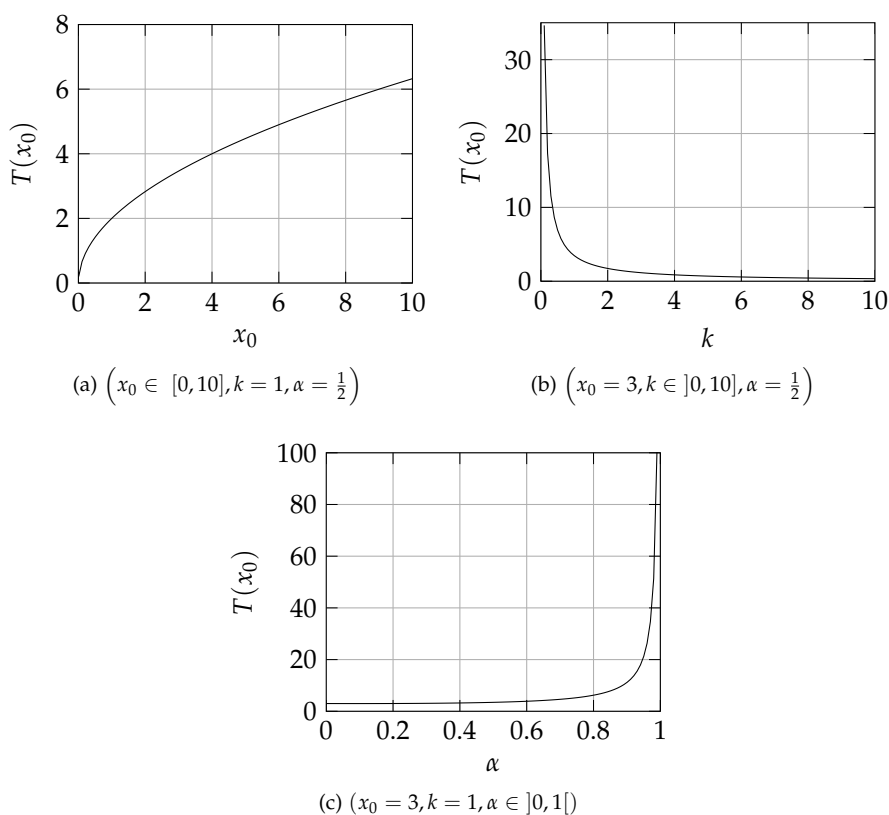 8
6
4
2
0
0 2 4 6 8 10
T(x₀)
x₀
(a) (x₀ ∈ [0, 10], k = 1, α = 1/2)
30
20
10
0
0 2 4 6 8 10
T(x₀)
k
(b) (x₀ = 3, k ∈ ]0, 10], α = 1/2)
100
80
60
40
20
0
0 0.2 0.4 0.6 0.8 1
T(x₀)
α
(c) (x₀ = 3, k = 1, α ∈ ]0, 1[)